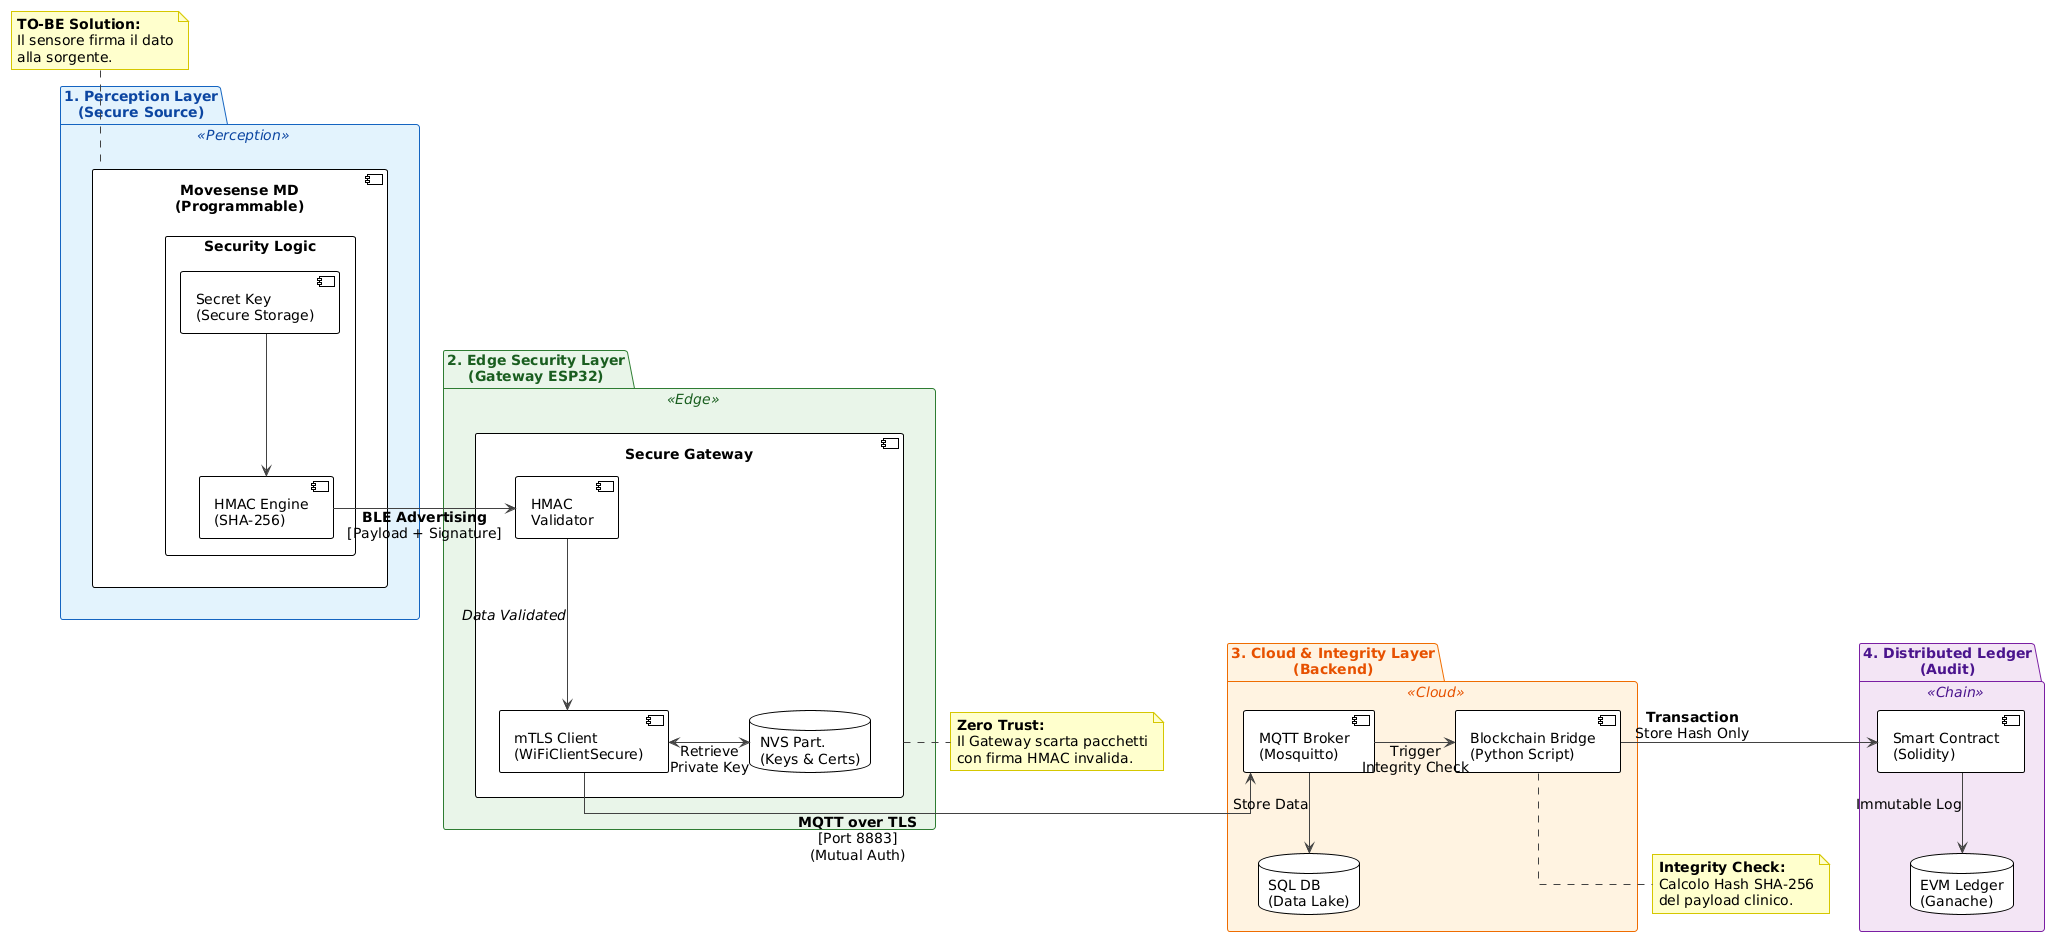 TO-BE Solution:
Il sensore firma il dato
alla sorgente.
1. Perception Layer
(Secure Source)
«Perception»
Movesense MD
(Programmable)
Security Logic
Secret Key
(Secure Storage)
HMAC Engine
(SHA-256)
BLE Advertising
[Payload + Signature]
2. Edge Security Layer
(Gateway ESP32)
«Edge»
Secure Gateway
HMAC
Validator
Data Validated
mTLS Client
(WiFiClientSecure)
Retrieve
Private Key
NVS Part.
(Keys & Certs)
Zero Trust:
Il Gateway scarta pacchetti
con firma HMAC invalida.
MQTT over TLS
[Port 8883]
(Mutual Auth)
3. Cloud & Integrity Layer
(Backend)
«Cloud»
MQTT Broker
(Mosquitto)
Trigger
Integrity Check
Blockchain Bridge
(Python Script)
Store Data
SQL DB
(Data Lake)
Integrity Check:
Calcolo Hash SHA-256
del payload clinico.
Transaction
Store Hash Only
4. Distributed Ledger
(Audit)
«Chain»
Smart Contract
(Solidity)
Immutable Log
EVM Ledger
(Ganache)